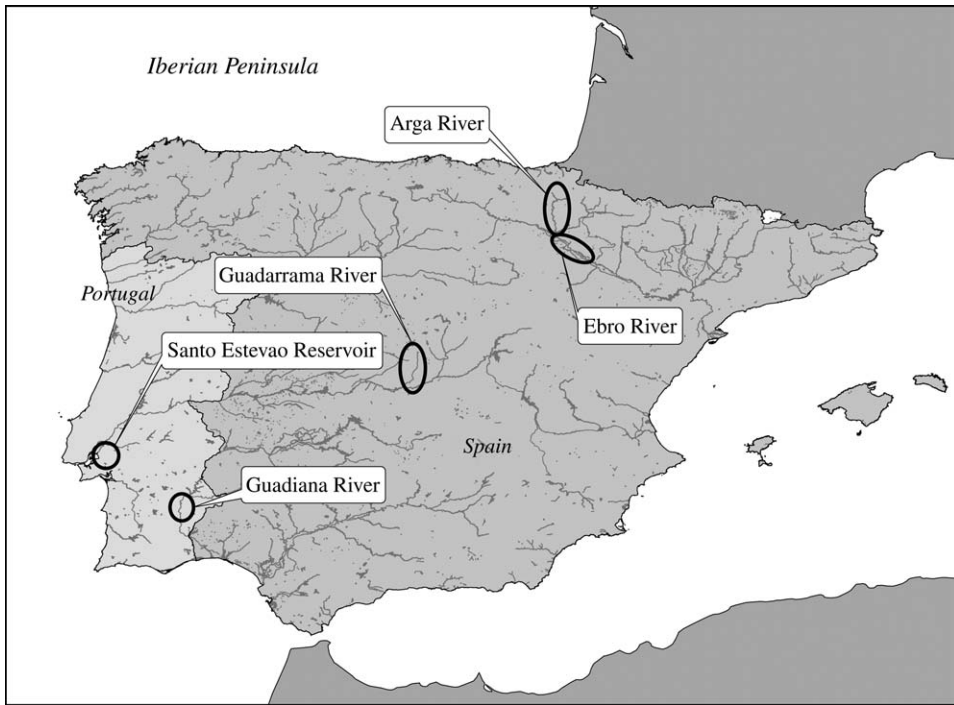 Iberian Peninsula
Arga River
Guadarrama River
Portugal
Ebro River
Santo Estevao Reservoir
Spain
Guadiana River